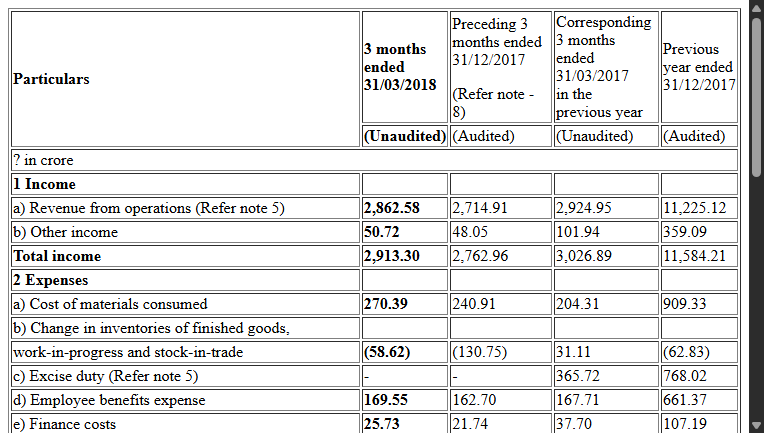 Particulars | 3 months ended 31/03/2018 | Preceding 3 months ended 31/12/2017 (Refer note - 8) | Corresponding 3 months ended 31/03/2017 in the previous year | Previous year ended 31/12/2017
(Unaudited) | (Audited) | (Unaudited) | (Audited)
? in crore
1 Income
a) Revenue from operations (Refer note 5) | 2,862.58 | 2,714.91 | 2,924.95 | 11,225.12
b) Other income | 50.72 | 48.05 | 101.94 | 359.09
Total income | 2,913.30 | 2,762.96 | 3,026.89 | 11,584.21
2 Expenses
a) Cost of materials consumed | 270.39 | 240.91 | 204.31 | 909.33
b) Change in inventories of finished goods,
work-in-progress and stock-in-trade | (58.62) | (130.75) | 31.11 | (62.83)
c) Excise duty (Refer note 5) | - | - | 365.72 | 768.02
d) Employee benefits expense | 169.55 | 162.70 | 167.71 | 661.37
e) Finance costs | 25.73 | 21.74 | 37.70 | 107.19